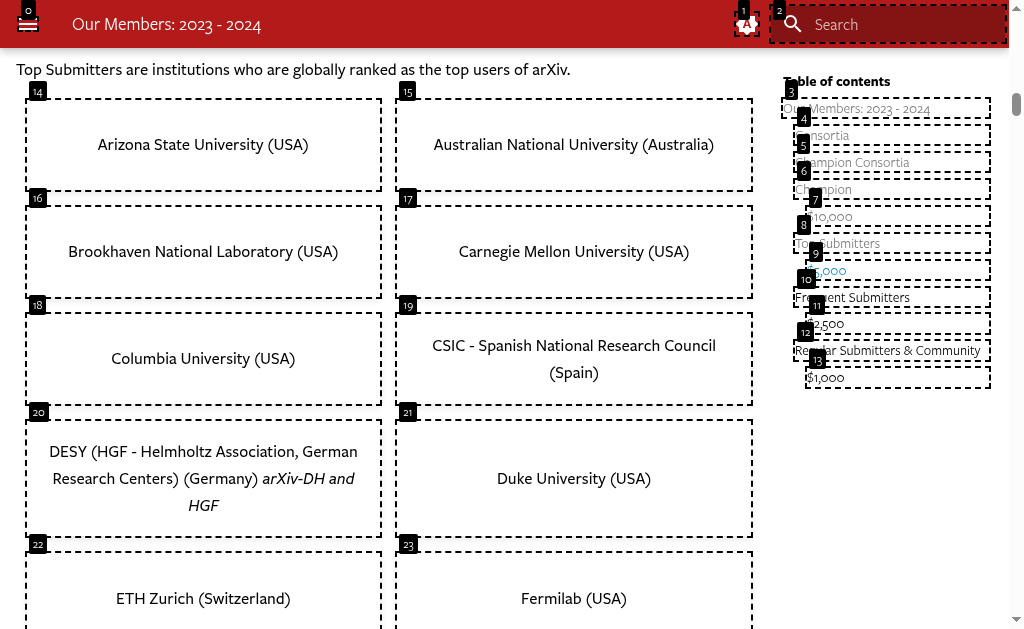 0
Our Members: 2023 - 2024
1
A
2
Search
Top Submitters are institutions who are globally ranked as the top users of arXiv.
14
Arizona State University (USA)
15
Australian National University (Australia)
16
Brookhaven National Laboratory (USA)
17
Carnegie Mellon University (USA)
18
Columbia University (USA)
19
CSIC - Spanish National Research Council
(Spain)
20
DESY (HGF - Helmholtz Association, German
Research Centers) (Germany) arXiv-DH and
HGF
21
Duke University (USA)
22
ETH Zurich (Switzerland)
23
Fermilab (USA)
Table of contents
3
Our Members: 2023 - 2024
4
Consortia
5
Champion Consortia
6
Champion
7
$10,000
8
Top Submitters
9
$5,000
10
Frequent Submitters
11
$2,500
12
Regular Submitters & Community
13
$1,000